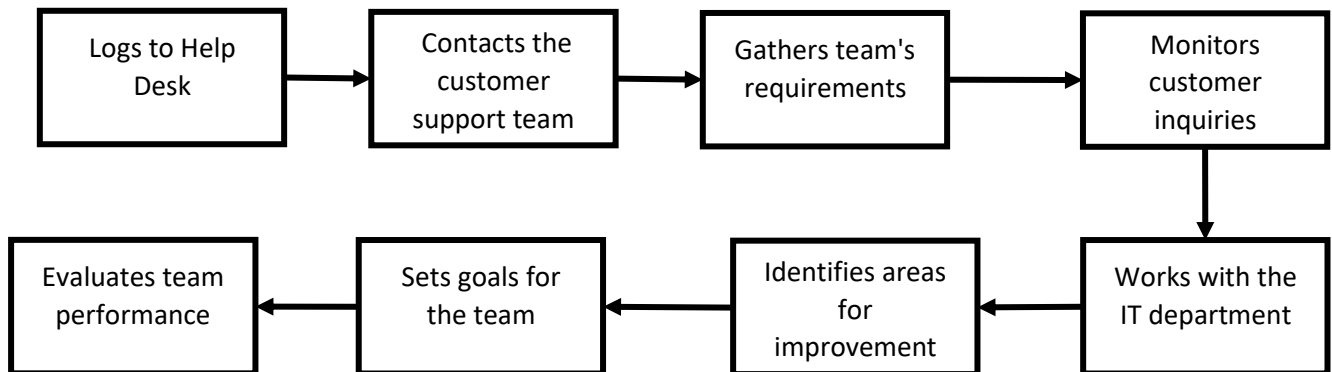 Logs to Help
Desk
Contacts the
customer
support team
Gathers team's
requirements
Monitors
customer
inquiries
Works with the
IT department
Identifies areas
for
improvement
Sets goals for
the team
Evaluates team
performance